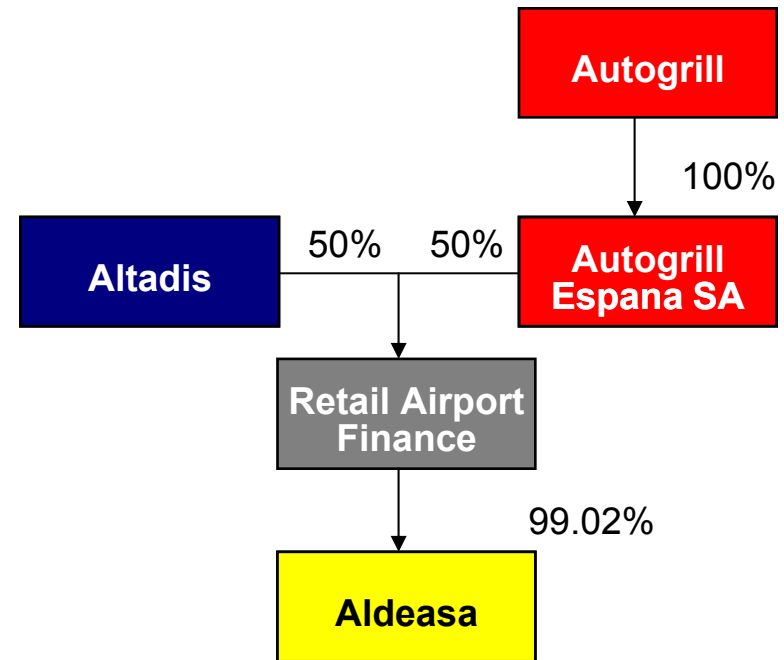 Autogrill
100%
Altadis
50%
50%
Autogrill
Espana SA
Retail Airport
Finance
99.02%
Aldeasa